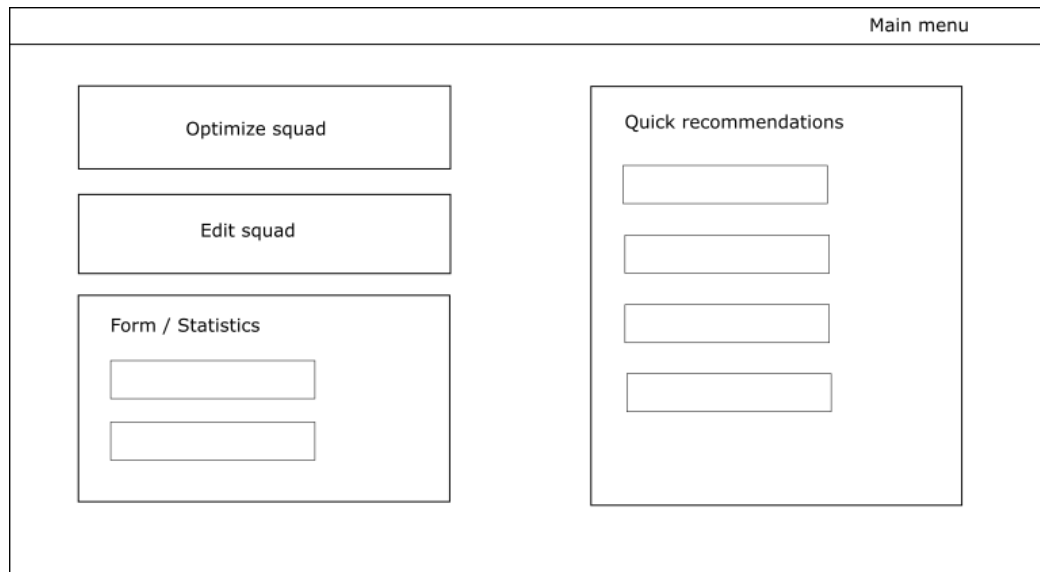 Main menu
Optimize squad
Edit squad
Form / Statistics
Quick recommendations